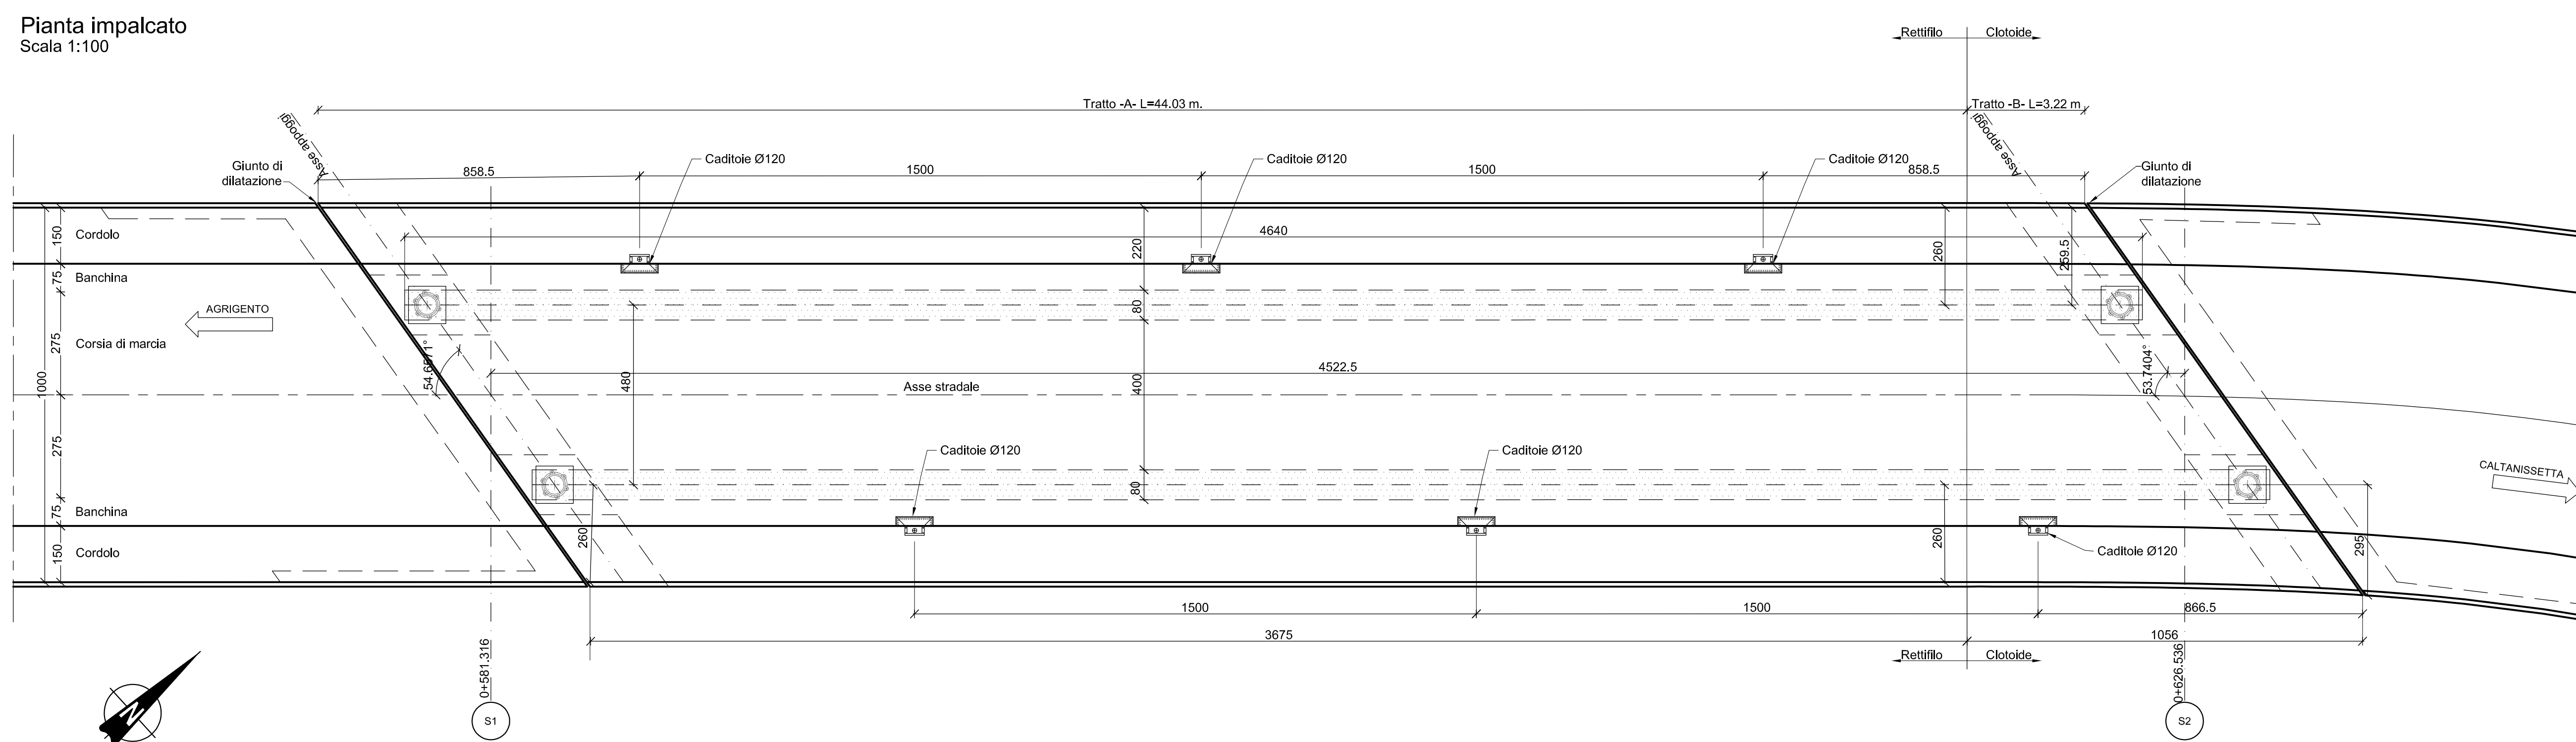 Pianta impalcato
Scala 1:100
Rettifilo
Clotoide
Tratto -A- L=44.03 m.
Tratto -B- L=3.22 m
Asse appoggi
Asse appoggi
Giunto di
dilatazione
858.5
Caditoie Ø120
1500
Caditoie Ø120
1500
Caditoie Ø120
858.5
Giunto di
dilatazione
150
Cordolo
4640
220
260
259.5
75
Banchina
AGRIGENTO
80
275
Corsia di marcia
54.6571°
53.7404°
1000
480
4522.5
400
Asse stradale
275
Caditoie Ø120
Caditoie Ø120
CALTANISSETTA
80
75
Banchina
150
Cordolo
260
260
Caditoie Ø120
295
1500
1500
866.5
3675
1056
Rettifilo
Clotoide
0+581.316
0+626.536
N
S1
S2